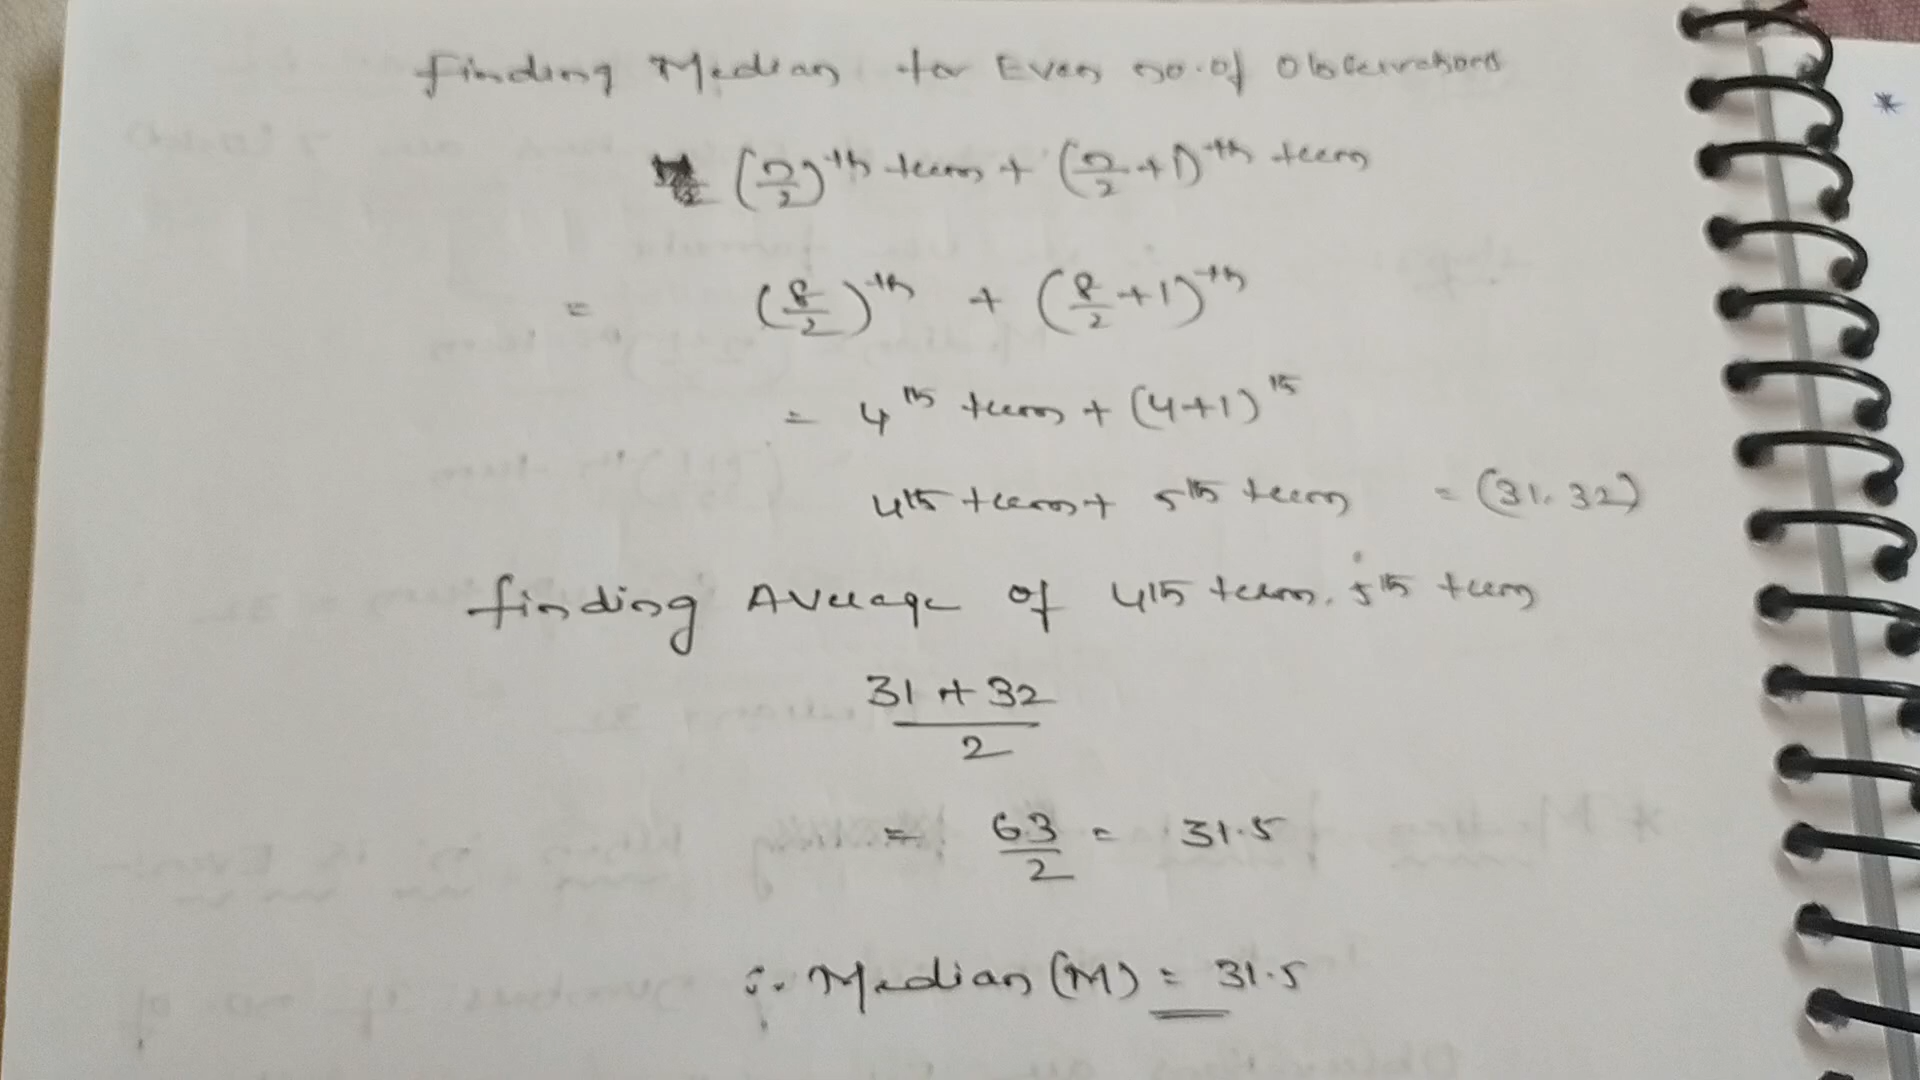 Finding Median for Even no. of Observations
(n/2)th term + (n/2 + 1)th term
= (8/2)th + (8/2 + 1)th
= 4th term + (4+1)th
4th term + 5th term = (31, 32)
finding Average of 4th term, 5th term
31 + 32 / 2
= 63/2 = 31.5
∴ Median (M) = 31.5
*